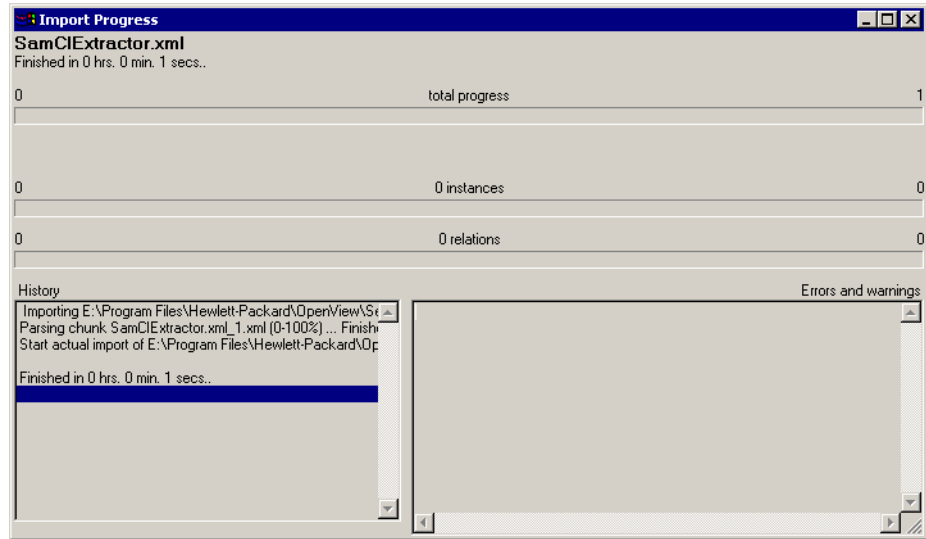 Import Progress
SamCIExtractor.xml
Finished in 0 hrs. 0 min. 1 secs..
0 total progress 1
0 0 instances 0
0 0 relations 0
History Errors and warnings
Importing E:\Program Files\Hewlett-Packard\OpenView\Se
Parsing chunk SamCIExtractor.xml_1.xml (0-100%) ... Finish
Start actual import of E:\Program Files\Hewlett-Packard\Op
Finished in 0 hrs. 0 min. 1 secs..